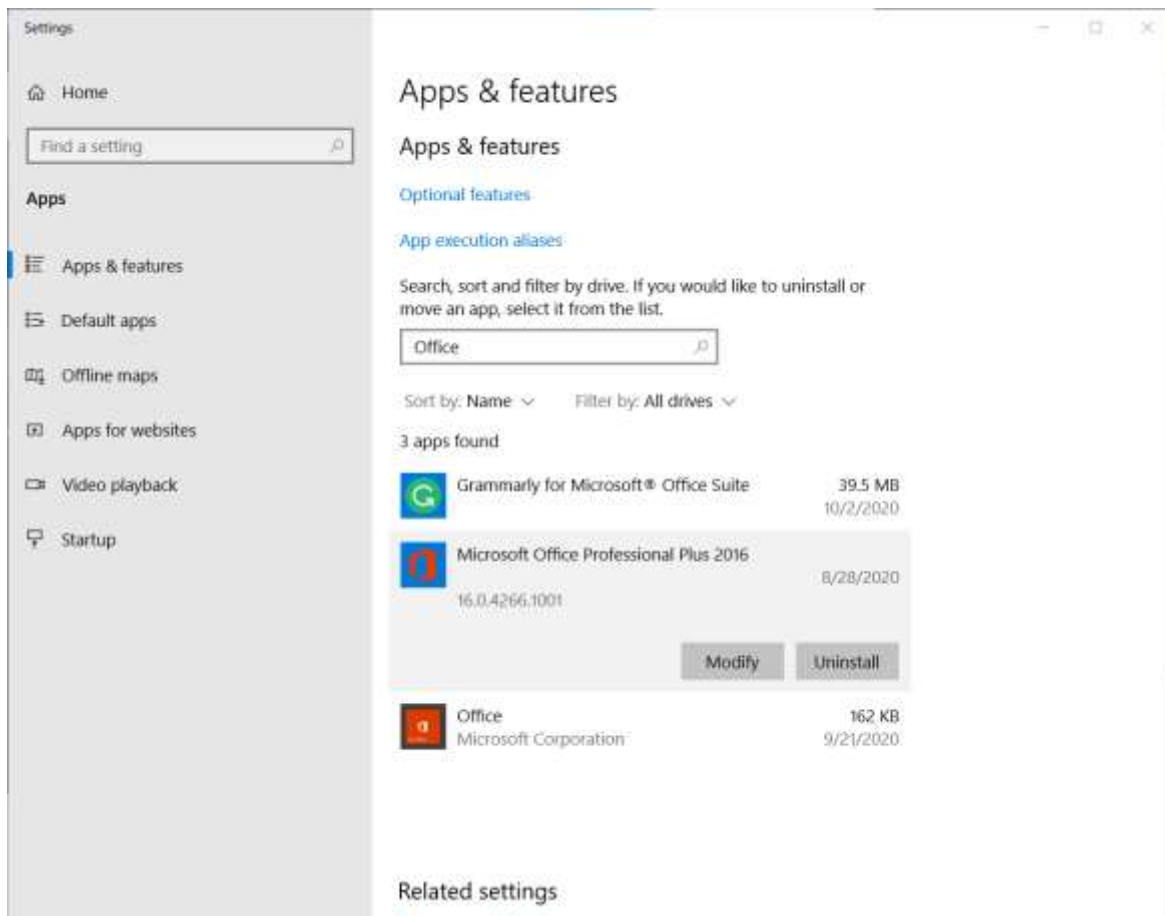 Settings
Home
Find a setting
Apps
Apps & features
Default apps
Offline maps
Apps for websites
Video playback
Startup
Apps & features
Apps & features
Optional features
App execution aliases
Search, sort and filter by drive. If you would like to uninstall or
move an app, select it from the list.
Office
Sort by: Name Filter by: All drives
3 apps found
Grammarly for Microsoft® Office Suite 39.5 MB
10/2/2020
Microsoft Office Professional Plus 2016
8/28/2020
16.0.4266.1001
Modify Uninstall
Office 162 KB
Microsoft Corporation 9/21/2020
Related settings